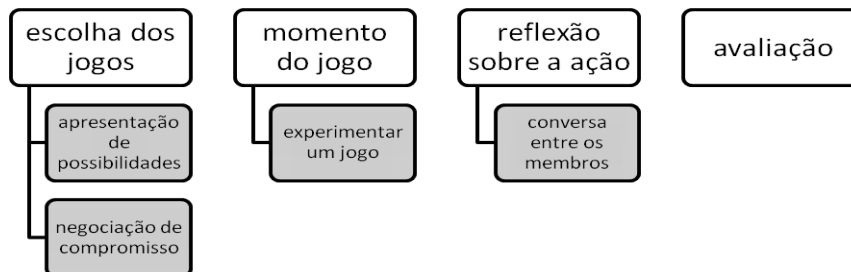 escolha dos
jogos
apresentação
de
possibilidades
negociação de
compromisso
momento
do jogo
experimentar
um jogo
reflexão
sobre a ação
conversa
entre os
membros
avaliação